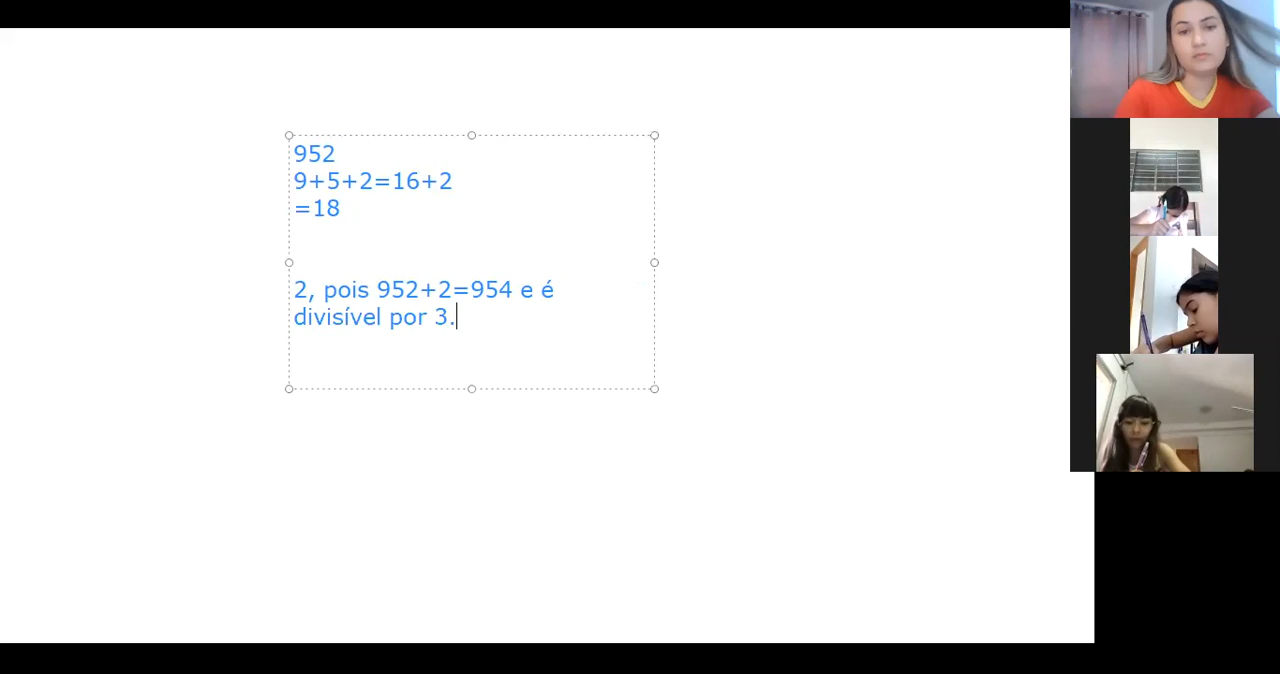 952
9+5+2=16+2
=18
2, pois 952+2=954 e é
divisível por 3.